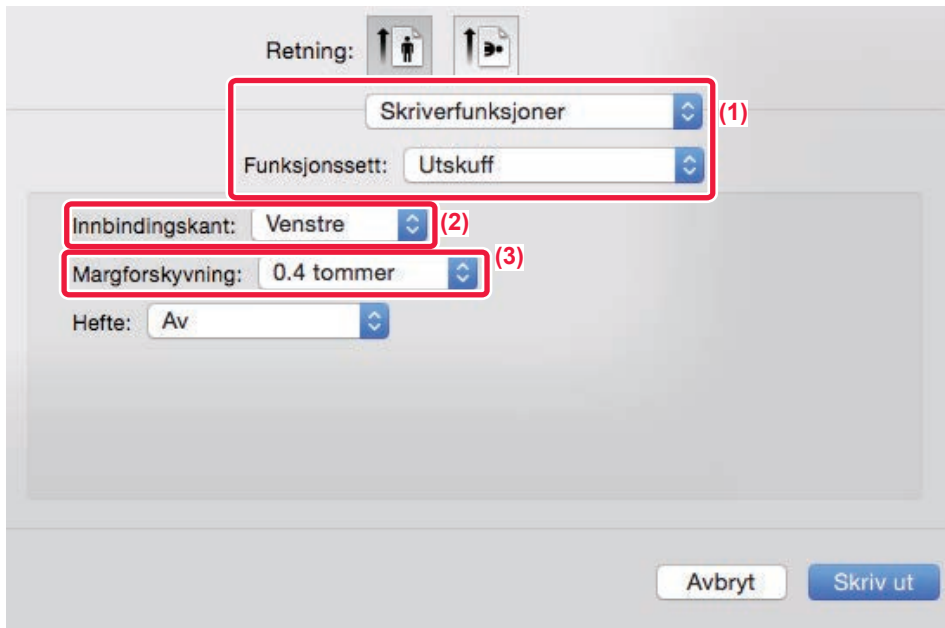 Retning:
Skriverfunksjoner (1)
Funksjonssett: Utskuff
Innbindingskant: Venstre (2)
Margforskyvning: 0.4 tommer (3)
Hefte: Av
Avbryt Skriv ut